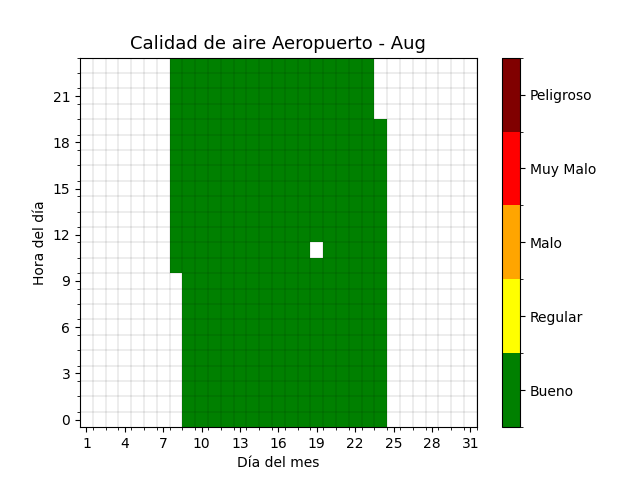 Calidad de aire Aeropuerto - Aug
21
18
15
12
9
6
3
0
Hora del día
1 4 7 10 13 16 19 22 25 28 31
Día del mes
Peligroso
Muy Malo
Malo
Regular
Bueno